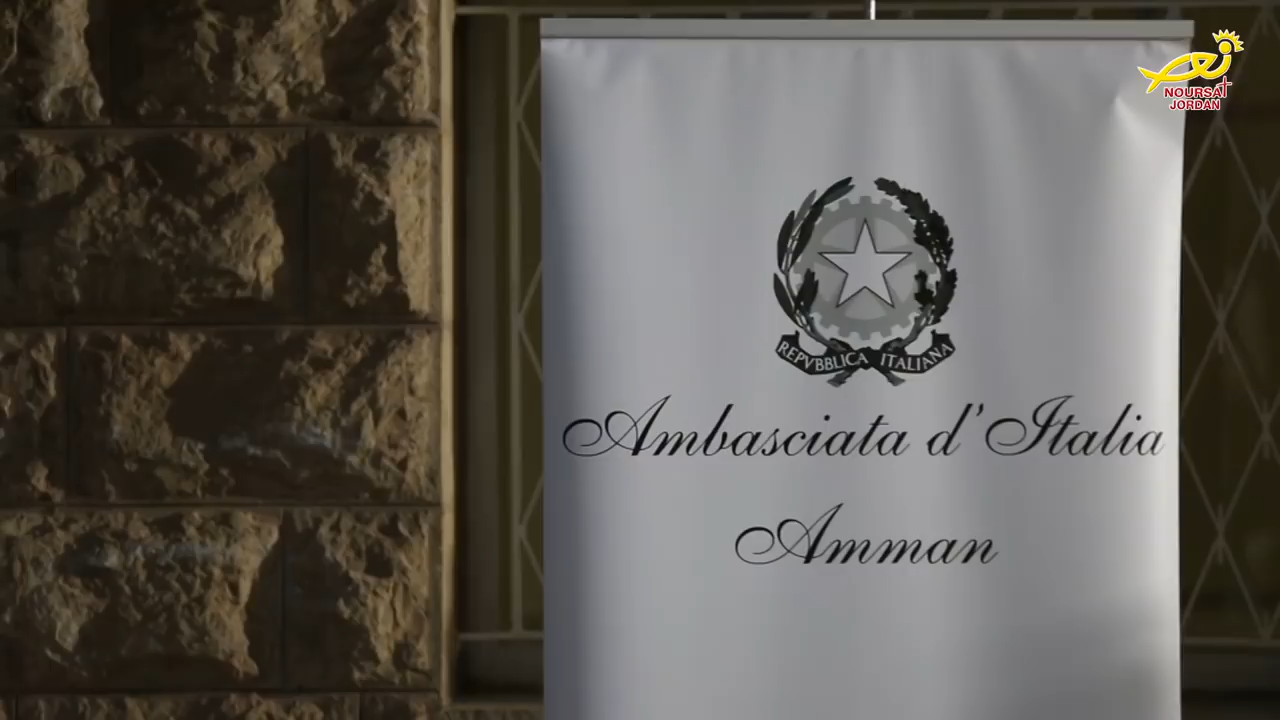 NOURSAT
JORDAN
REPVBBLICA ITALIANA
Ambasciata d'Italia
Amman